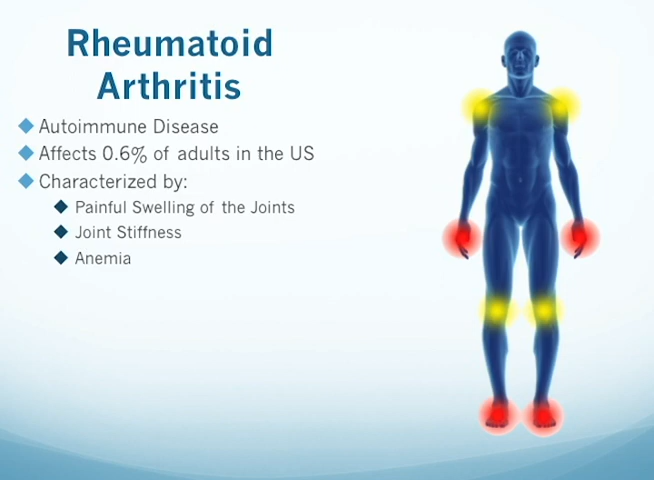 Rheumatoid
Arthritis
Autoimmune Disease
Affects 0.6% of adults in the US
Characterized by:
Painful Swelling of the Joints
Joint Stiffness
Anemia